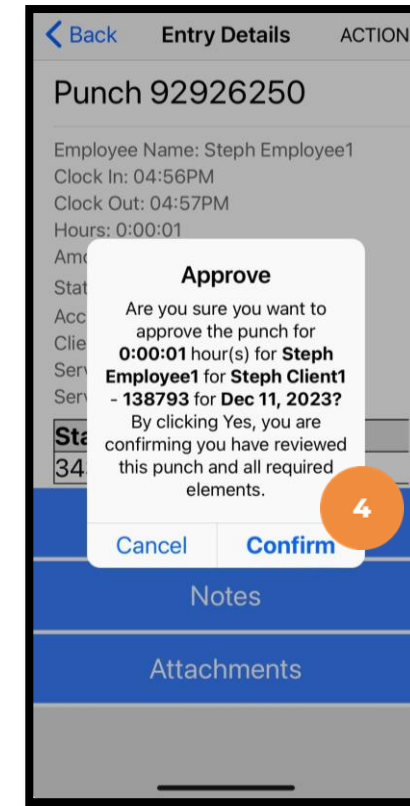 Back Entry Details ACTION
Punch 92926250
Employee Name: Steph Employee1
Clock In: 04:56PM
Clock Out: 04:57PM
Hours: 0:00:01
Approve
Are you sure you want to
approve the punch for
0:00:01 hour(s) for Steph
Employee1 for Steph Client1
- 138793 for Dec 11, 2023?
By clicking Yes, you are
confirming you have reviewed
this punch and all required
elements.
4
Cancel Confirm
Notes
Attachments